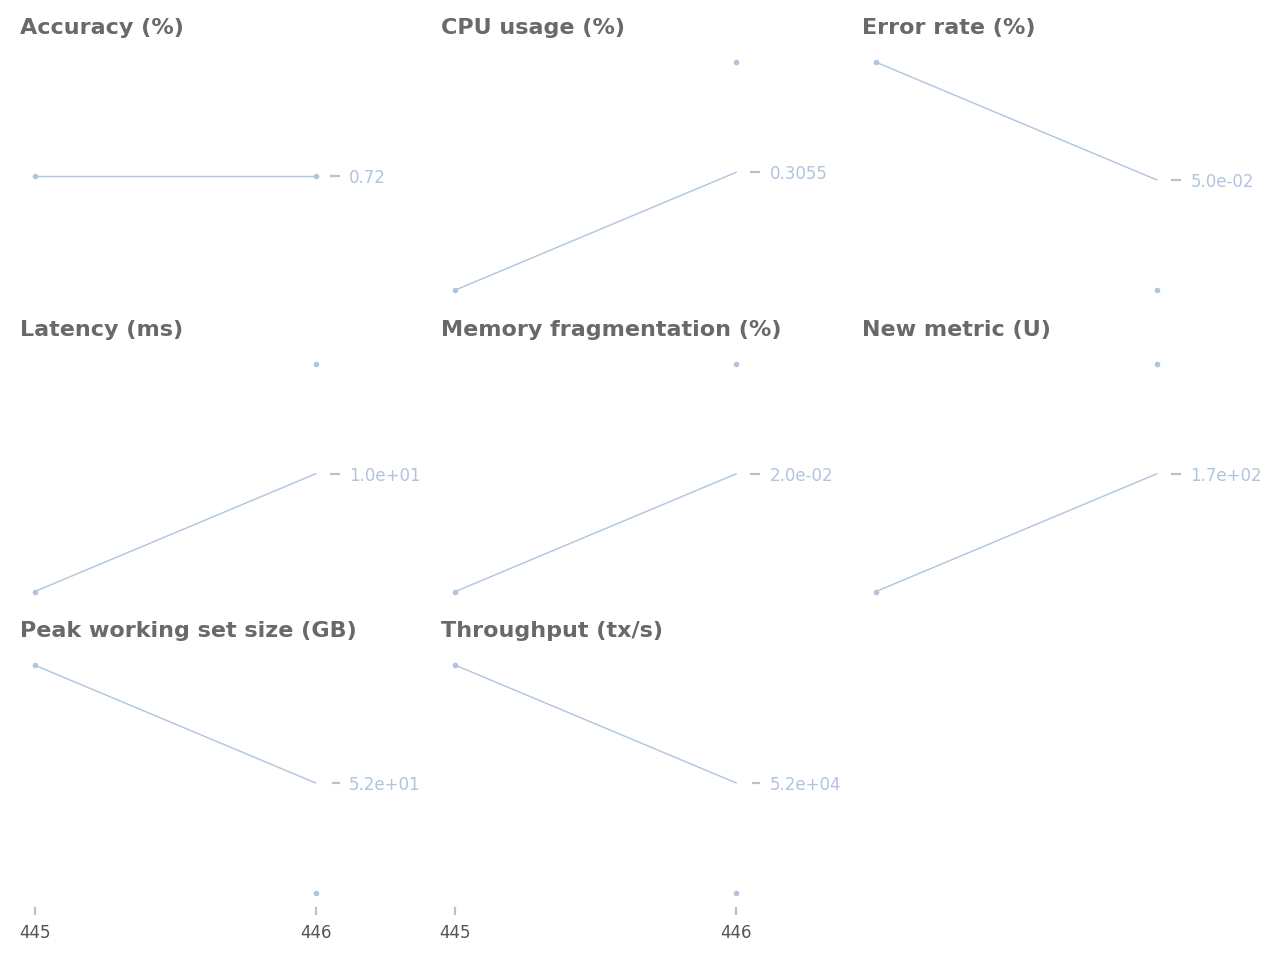 Accuracy (%)
CPU usage (%)
Error rate (%)
0.72
0.3055
5.0e-02
Latency (ms)
Memory fragmentation (%)
New metric (U)
1.0e+01
2.0e-02
1.7e+02
Peak working set size (GB)
Throughput (tx/s)
5.2e+01
5.2e+04
445
446
445
446